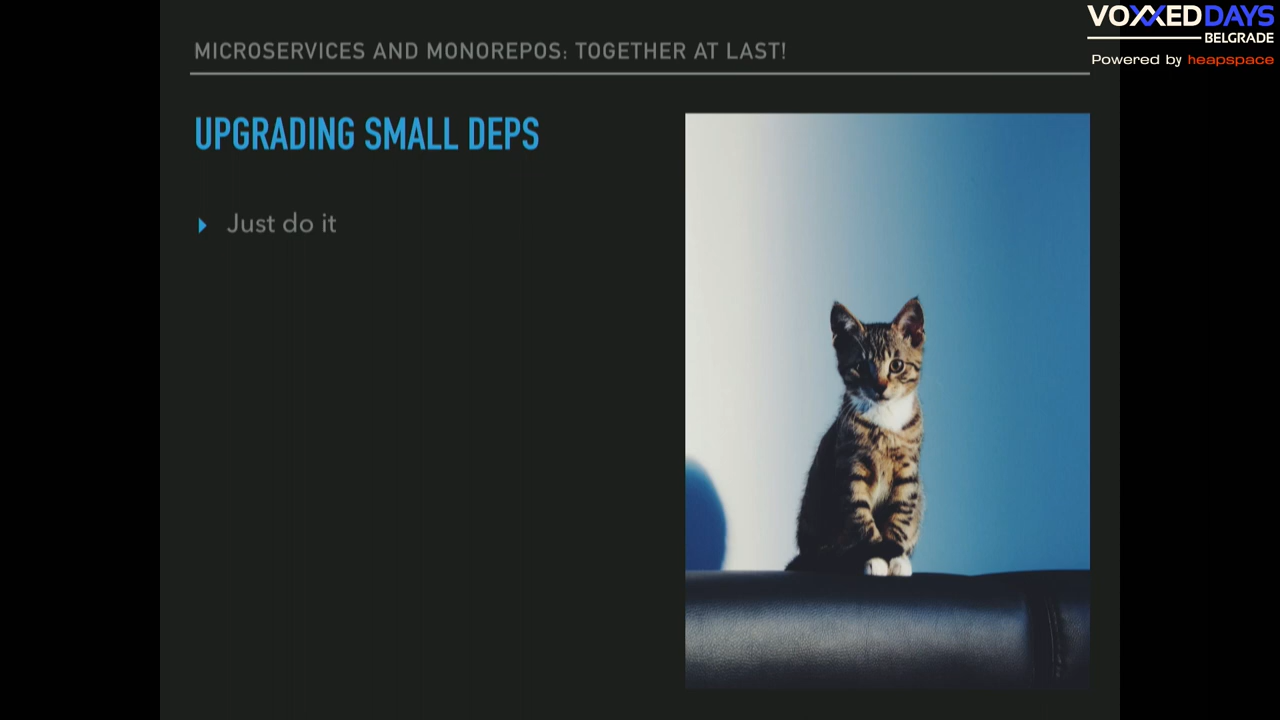 MICROSERVICES AND MONOREPOS: TOGETHER AT LAST!
VOXXED DAYS
BELGRADE
Powered by heapspace
UPGRADING SMALL DEPS
Just do it